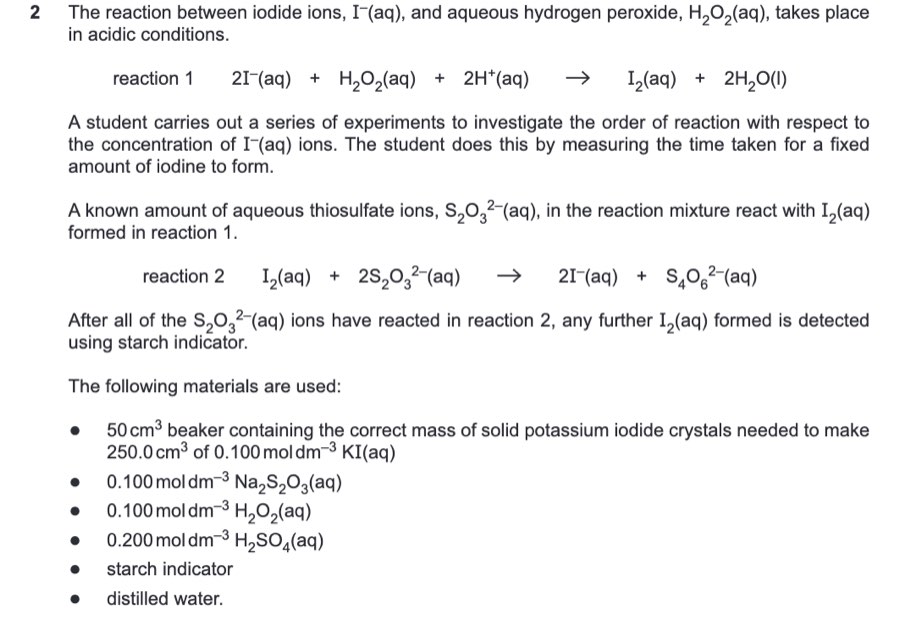 2 The reaction between iodide ions, I⁻(aq), and aqueous hydrogen peroxide, H₂O₂(aq), takes place
in acidic conditions.
reaction 1 2I⁻(aq) + H₂O₂(aq) + 2H⁺(aq) → I₂(aq) + 2H₂O(l)
A student carries out a series of experiments to investigate the order of reaction with respect to
the concentration of I⁻(aq) ions. The student does this by measuring the time taken for a fixed
amount of iodine to form.
A known amount of aqueous thiosulfate ions, S₂O₃²⁻(aq), in the reaction mixture react with I₂(aq)
formed in reaction 1.
reaction 2 I₂(aq) + 2S₂O₃²⁻(aq) → 2I⁻(aq) + S₄O₆²⁻(aq)
After all of the S₂O₃²⁻(aq) ions have reacted in reaction 2, any further I₂(aq) formed is detected
using starch indicator.
The following materials are used:
• 50 cm³ beaker containing the correct mass of solid potassium iodide crystals needed to make
250.0 cm³ of 0.100 mol dm⁻³ KI(aq)
• 0.100 mol dm⁻³ Na₂S₂O₃(aq)
• 0.100 mol dm⁻³ H₂O₂(aq)
• 0.200 mol dm⁻³ H₂SO₄(aq)
• starch indicator
• distilled water.